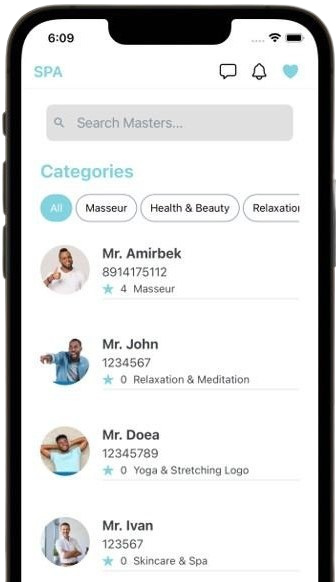 6:09
SPA
Search Masters...
Categories
All
Masseur
Health & Beauty
Relaxation
Mr. Amirbek
8914175112
4 Masseur
Mr. John
1234567
0 Relaxation & Meditation
Mr. Doea
12345789
0 Yoga & Stretching Logo
Mr. Ivan
123567
0 Skincare & Spa